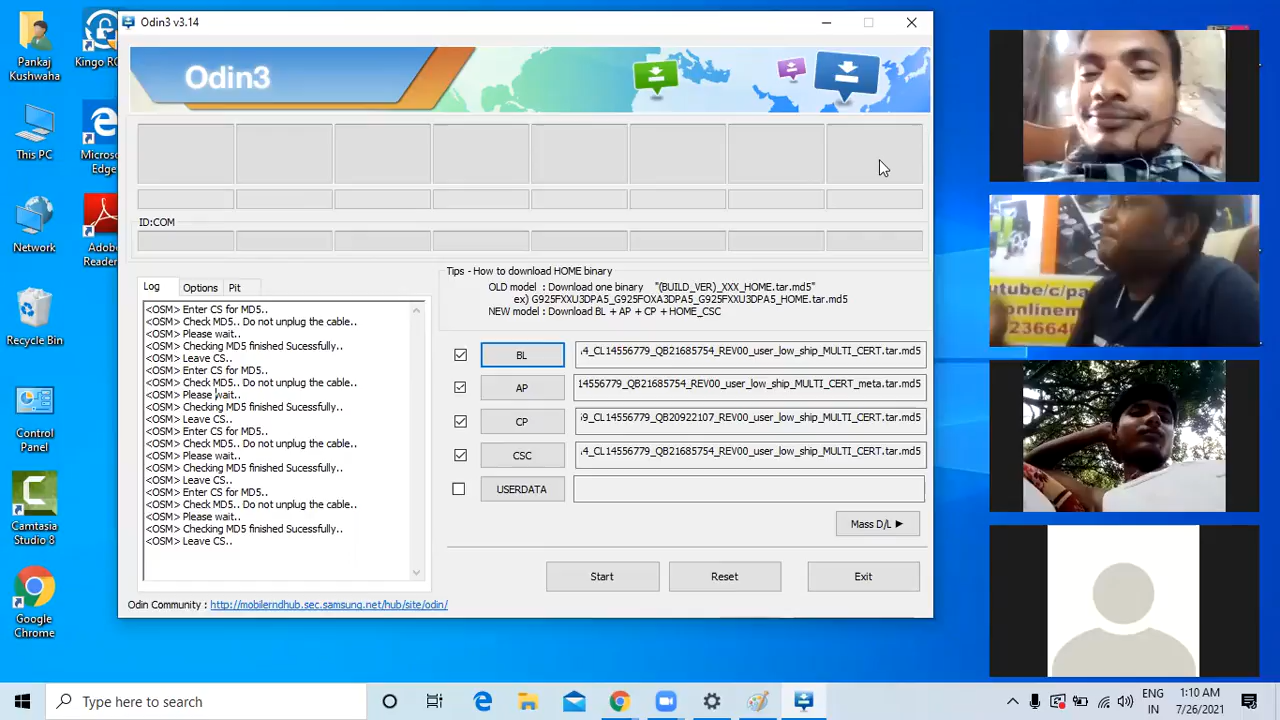 Odin3 v3.14
Pankaj
Kushwaha
Kingo RO
This PC
Microso
Edge
Network
Adobe
Reader
Recycle Bin
Control
Panel
Camtasia
Studio 8
Google
Chrome
Odin3
ID:COM
Log
Options
Pit
<OSM> Enter CS for MD5..
<OSM> Check MD5.. Do not unplug the cable..
<OSM> Please wait..
<OSM> Checking MD5 finished Sucessfully..
<OSM> Leave CS..
<OSM> Enter CS for MD5..
<OSM> Check MD5.. Do not unplug the cable..
<OSM> Please wait..
<OSM> Checking MD5 finished Sucessfully..
<OSM> Leave CS..
<OSM> Enter CS for MD5..
<OSM> Check MD5.. Do not unplug the cable..
<OSM> Please wait..
<OSM> Checking MD5 finished Sucessfully..
<OSM> Leave CS..
<OSM> Enter CS for MD5..
<OSM> Check MD5.. Do not unplug the cable..
<OSM> Please wait..
<OSM> Checking MD5 finished Sucessfully..
<OSM> Leave CS..
Tips - How to download HOME binary
OLD model : Download one binary "(BUILD_VER)_XXX_HOME.tar.md5"
ex) G925FXXU3DPA5_G925FOXA3DPA5_G925FXXU3DPA5_HOME.tar.md5
NEW model : Download BL + AP + CP + HOME_CSC
BL .4_CL14556779_QB21685754_REV00_user_low_ship_MULTI_CERT.tar.md5
AP 14556779_QB21685754_REV00_user_low_ship_MULTI_CERT_meta.tar.md5
CP !9_CL14556779_QB20922107_REV00_user_low_ship_MULTI_CERT.tar.md5
CSC .4_CL14556779_QB21685754_REV00_user_low_ship_MULTI_CERT.tar.md5
USERDATA
Mass D/L ►
Start
Reset
Exit
Odin Community : http://mobilerndhub.sec.samsung.net/hub/site/odin/
utube/c/pa
onlinem
23664
Type here to search
ENG
IN
1:10 AM
7/26/2021